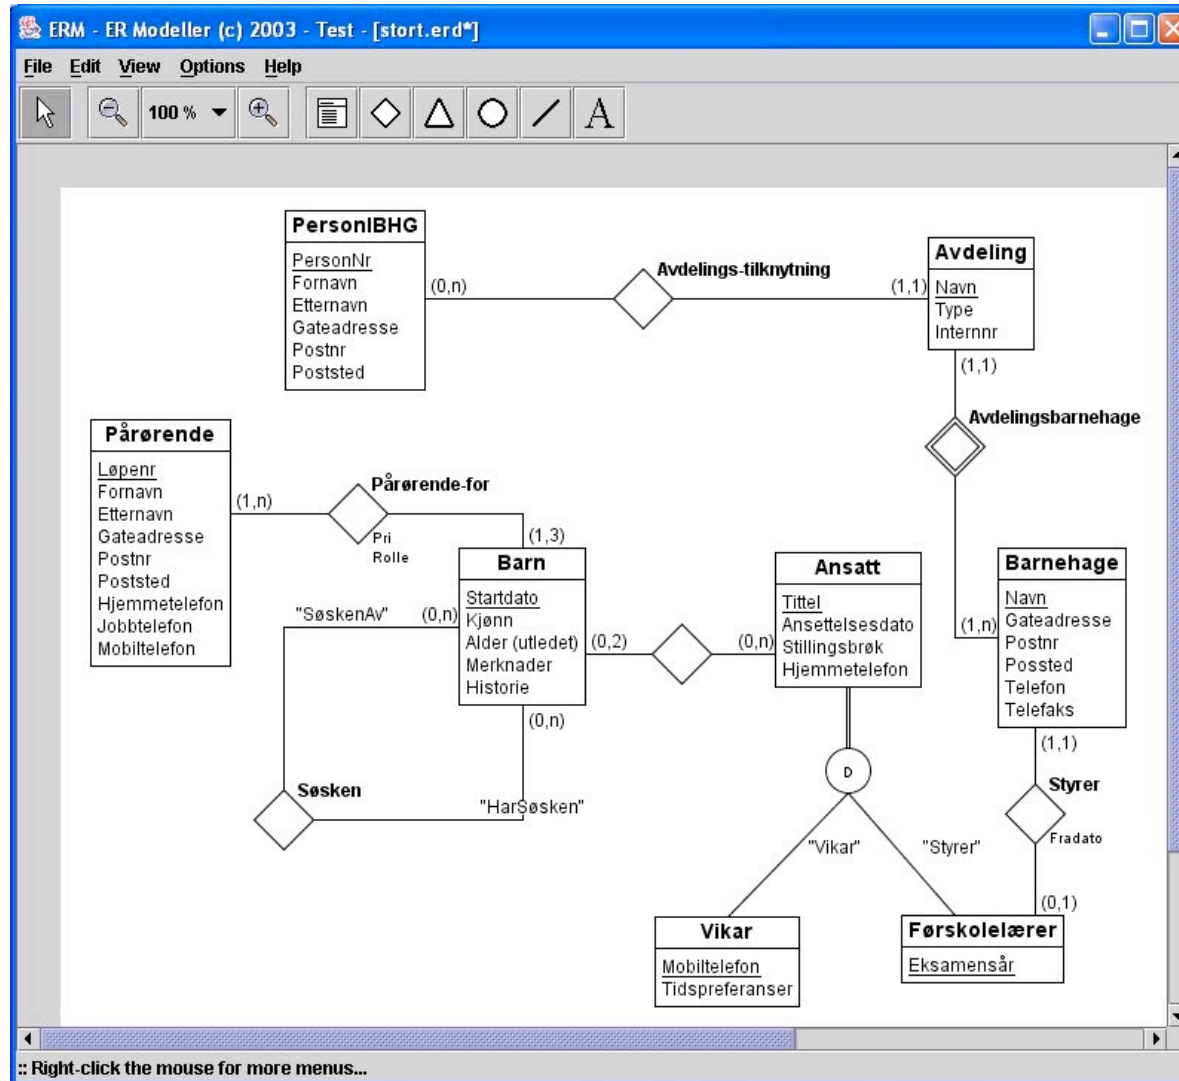 ERM - ER Modeller (c) 2003 - Test - [stort.erd*]
File Edit View Options Help
100 %
A
PersonIBHG
PersonNr
Fornavn
Etternavn
Gateadresse
Postnr
Poststed
(0,n)
Avdelings-tilknytning
(1,1)
Avdeling
Navn
Type
Internnr
(1,1)
Avdelingsbarnehage
(1,n)
Pårørende
Løpenr
Fornavn
Etternavn
Gateadresse
Postnr
Poststed
Hjemmetelefon
Jobbtelefon
Mobiltelefon
(1,n)
Pårørende-for
Pri
Rolle
(1,3)
Barn
Startdato
Kjønn
Alder (utledet)
Merknader
Historie
"SøskenAv"
(0,n)
(0,n)
Søsken
"HarSøsken"
(0,2)
(0,n)
Ansatt
Tittel
Ansettelsesdato
Stillingsbrøk
Hjemmetelefon
Barnehage
Navn
Gateadresse
Postnr
Possted
Telefon
Telefaks
(1,1)
Styrer
Fradato
(0,1)
D
"Vikar"
"Styrer"
Vikar
Mobiltelefon
Tidspreferanser
Førskolelærer
Eksamensår
:: Right-click the mouse for more menus...